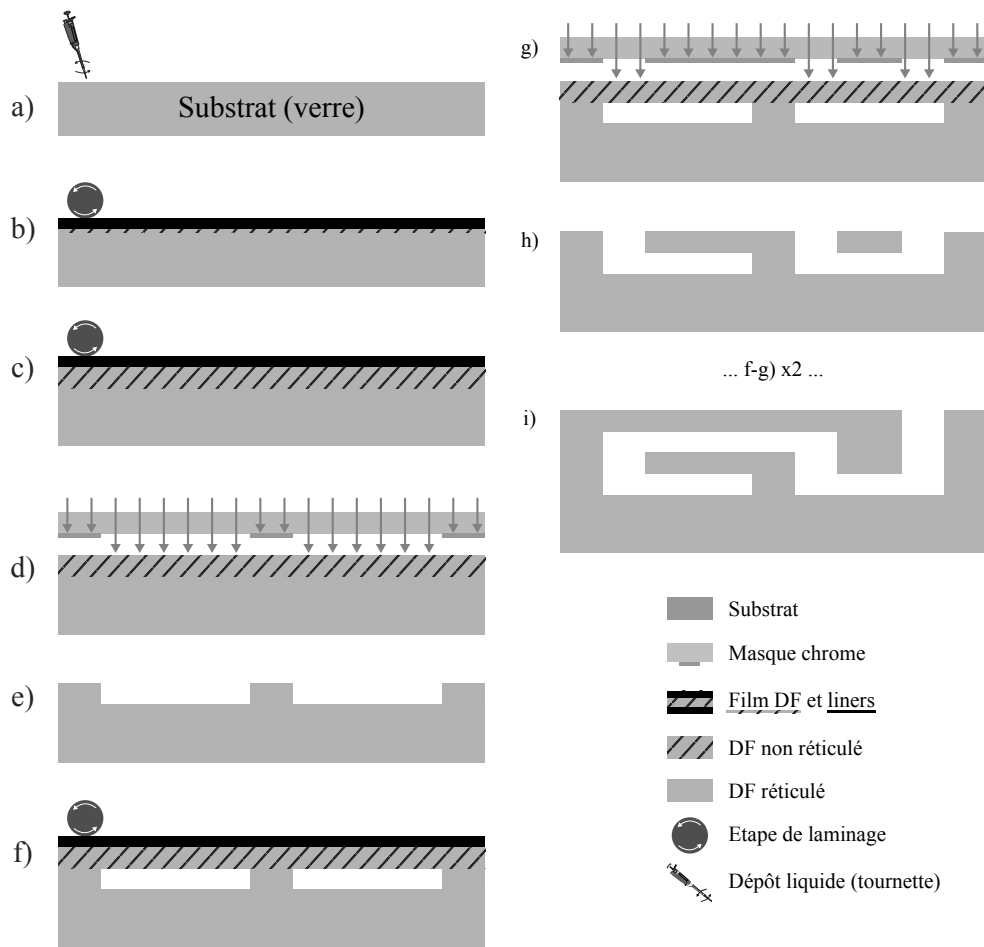 a)
Substrat (verre)
b)
c)
d)
e)
f)
g)
h)
... f-g) x2 ...
i)
Substrat
Masque chrome
Film DF et liners
DF non réticulé
DF réticulé
Etape de laminage
Dépôt liquide (tournette)